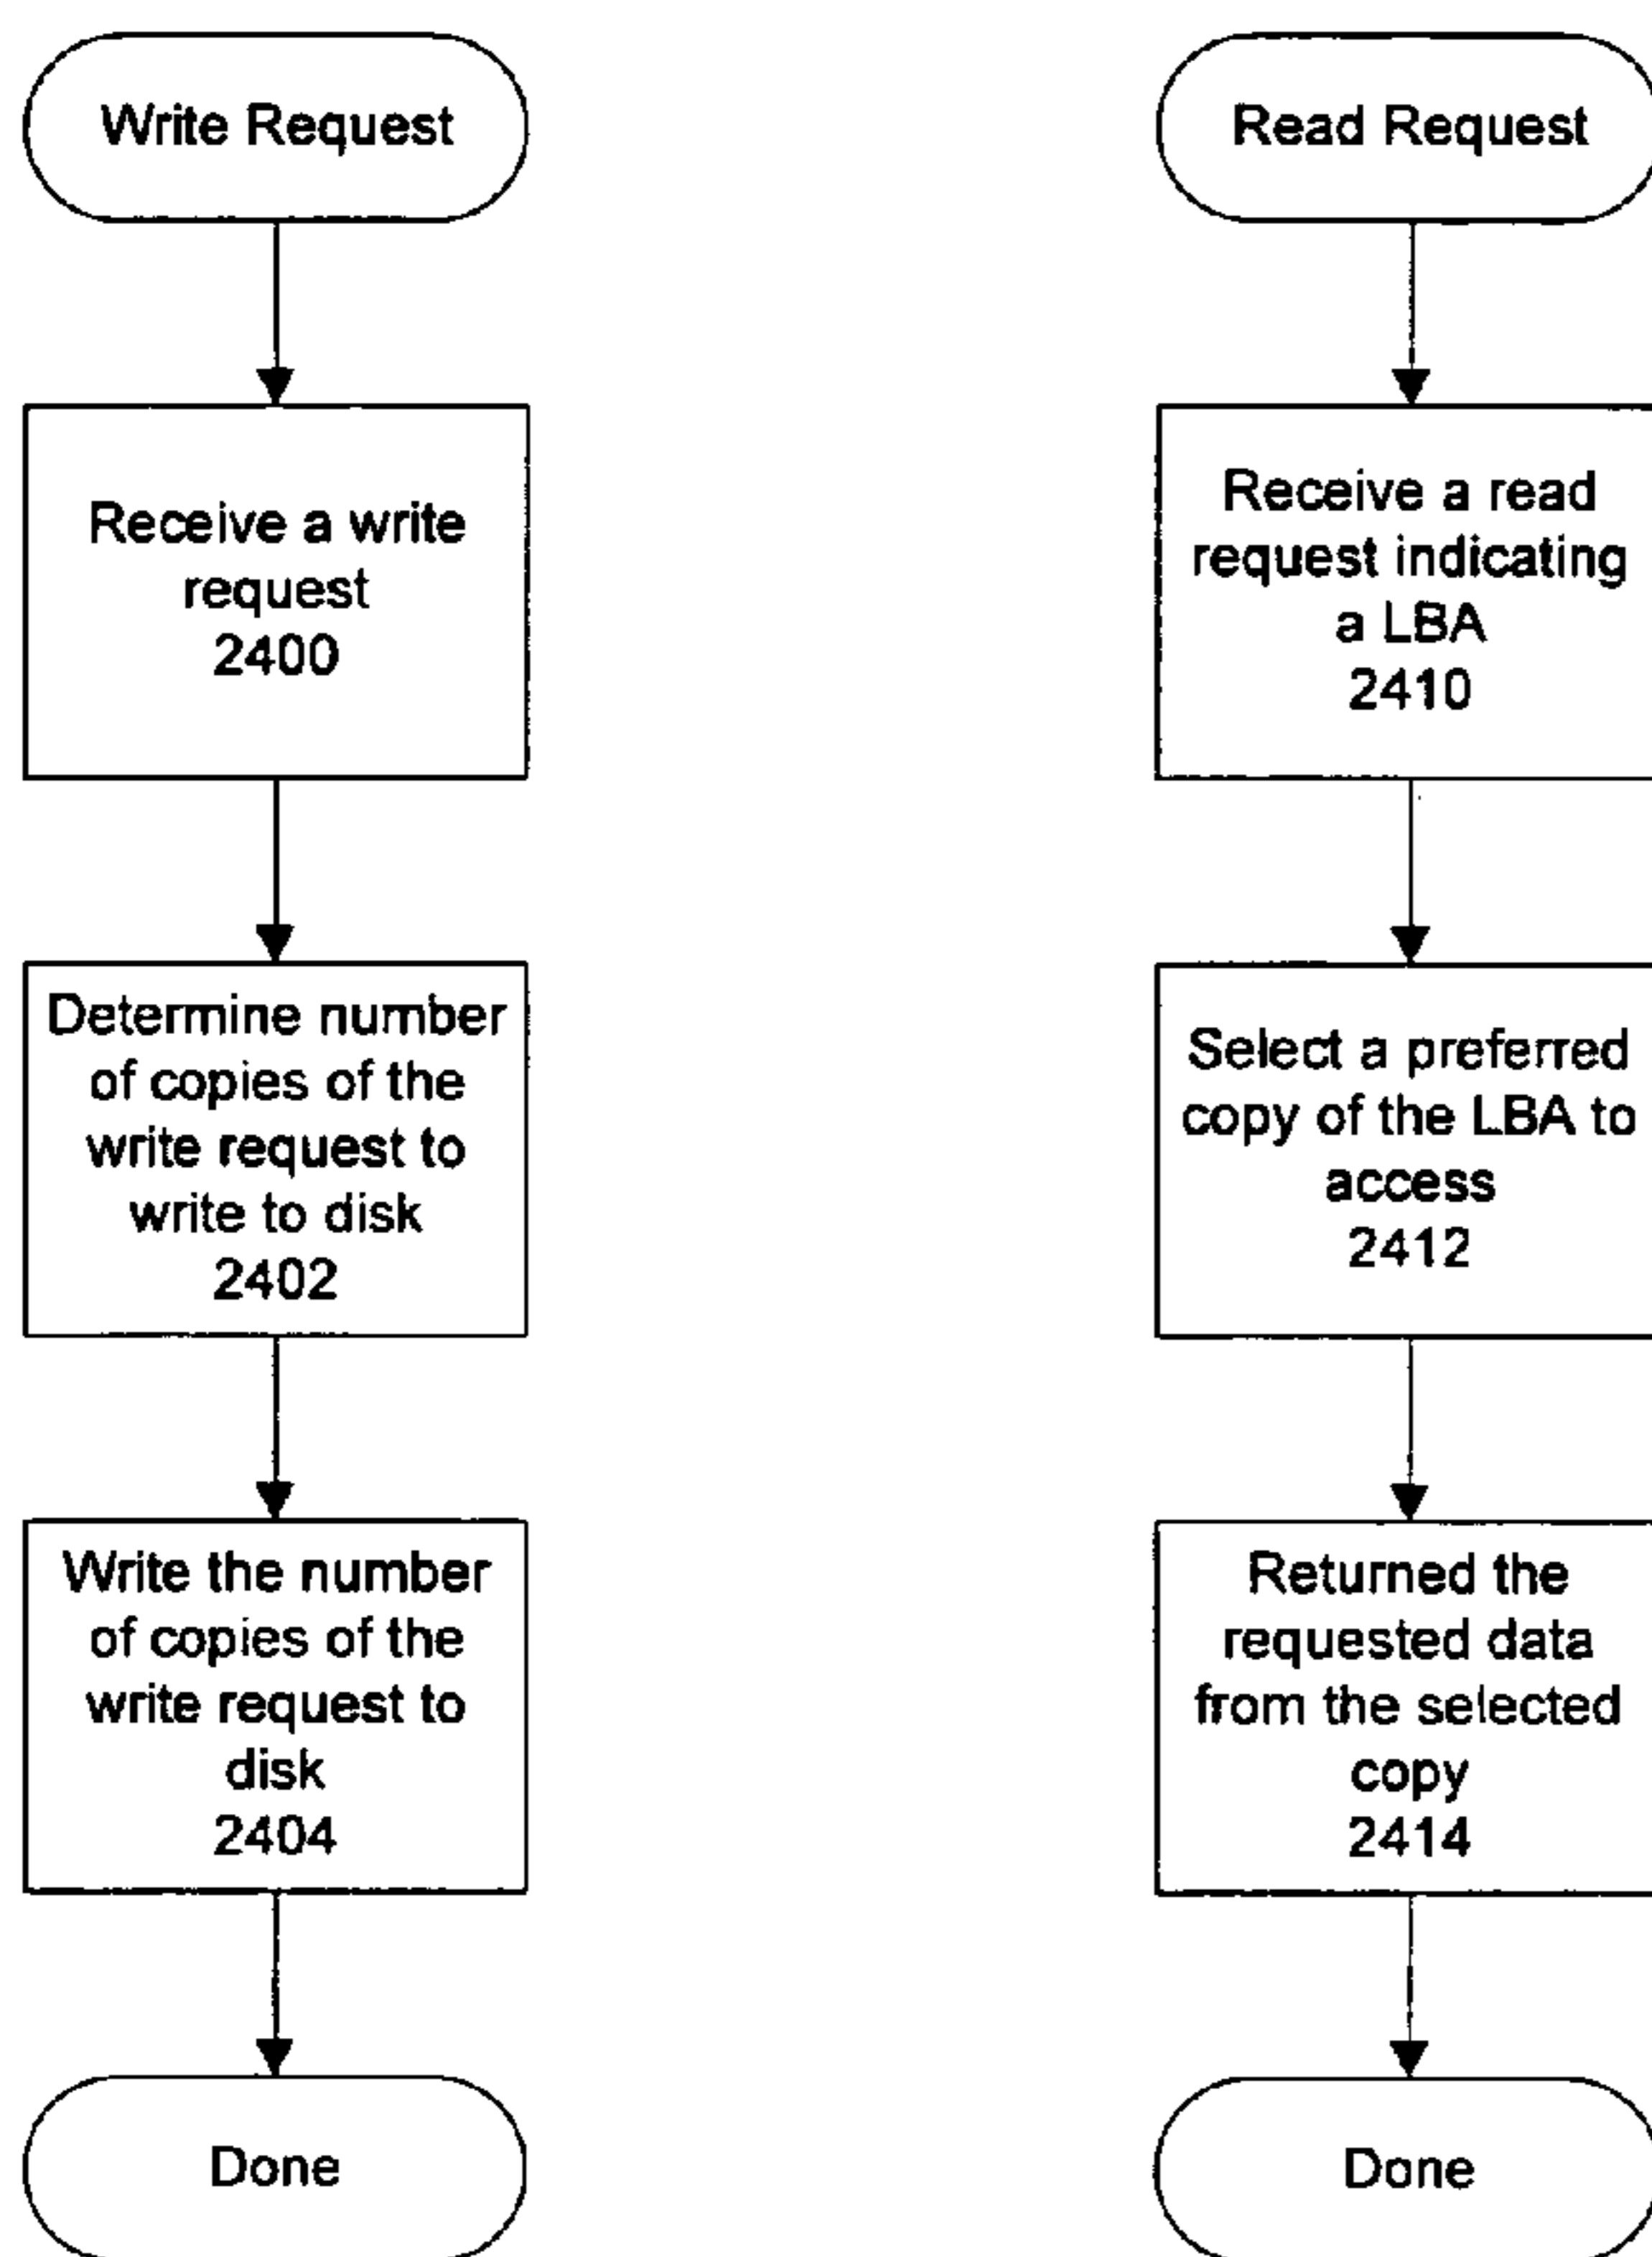 Write Request
Receive a write
request
2400
Determine number
of copies of the
write request to
write to disk
2402
Write the number
of copies of the
write request to
disk
2404
Done
Read Request
Receive a read
request indicating
a LBA
2410
Select a preferred
copy of the LBA to
access
2412
Returned the
requested data
from the selected
copy
2414
Done